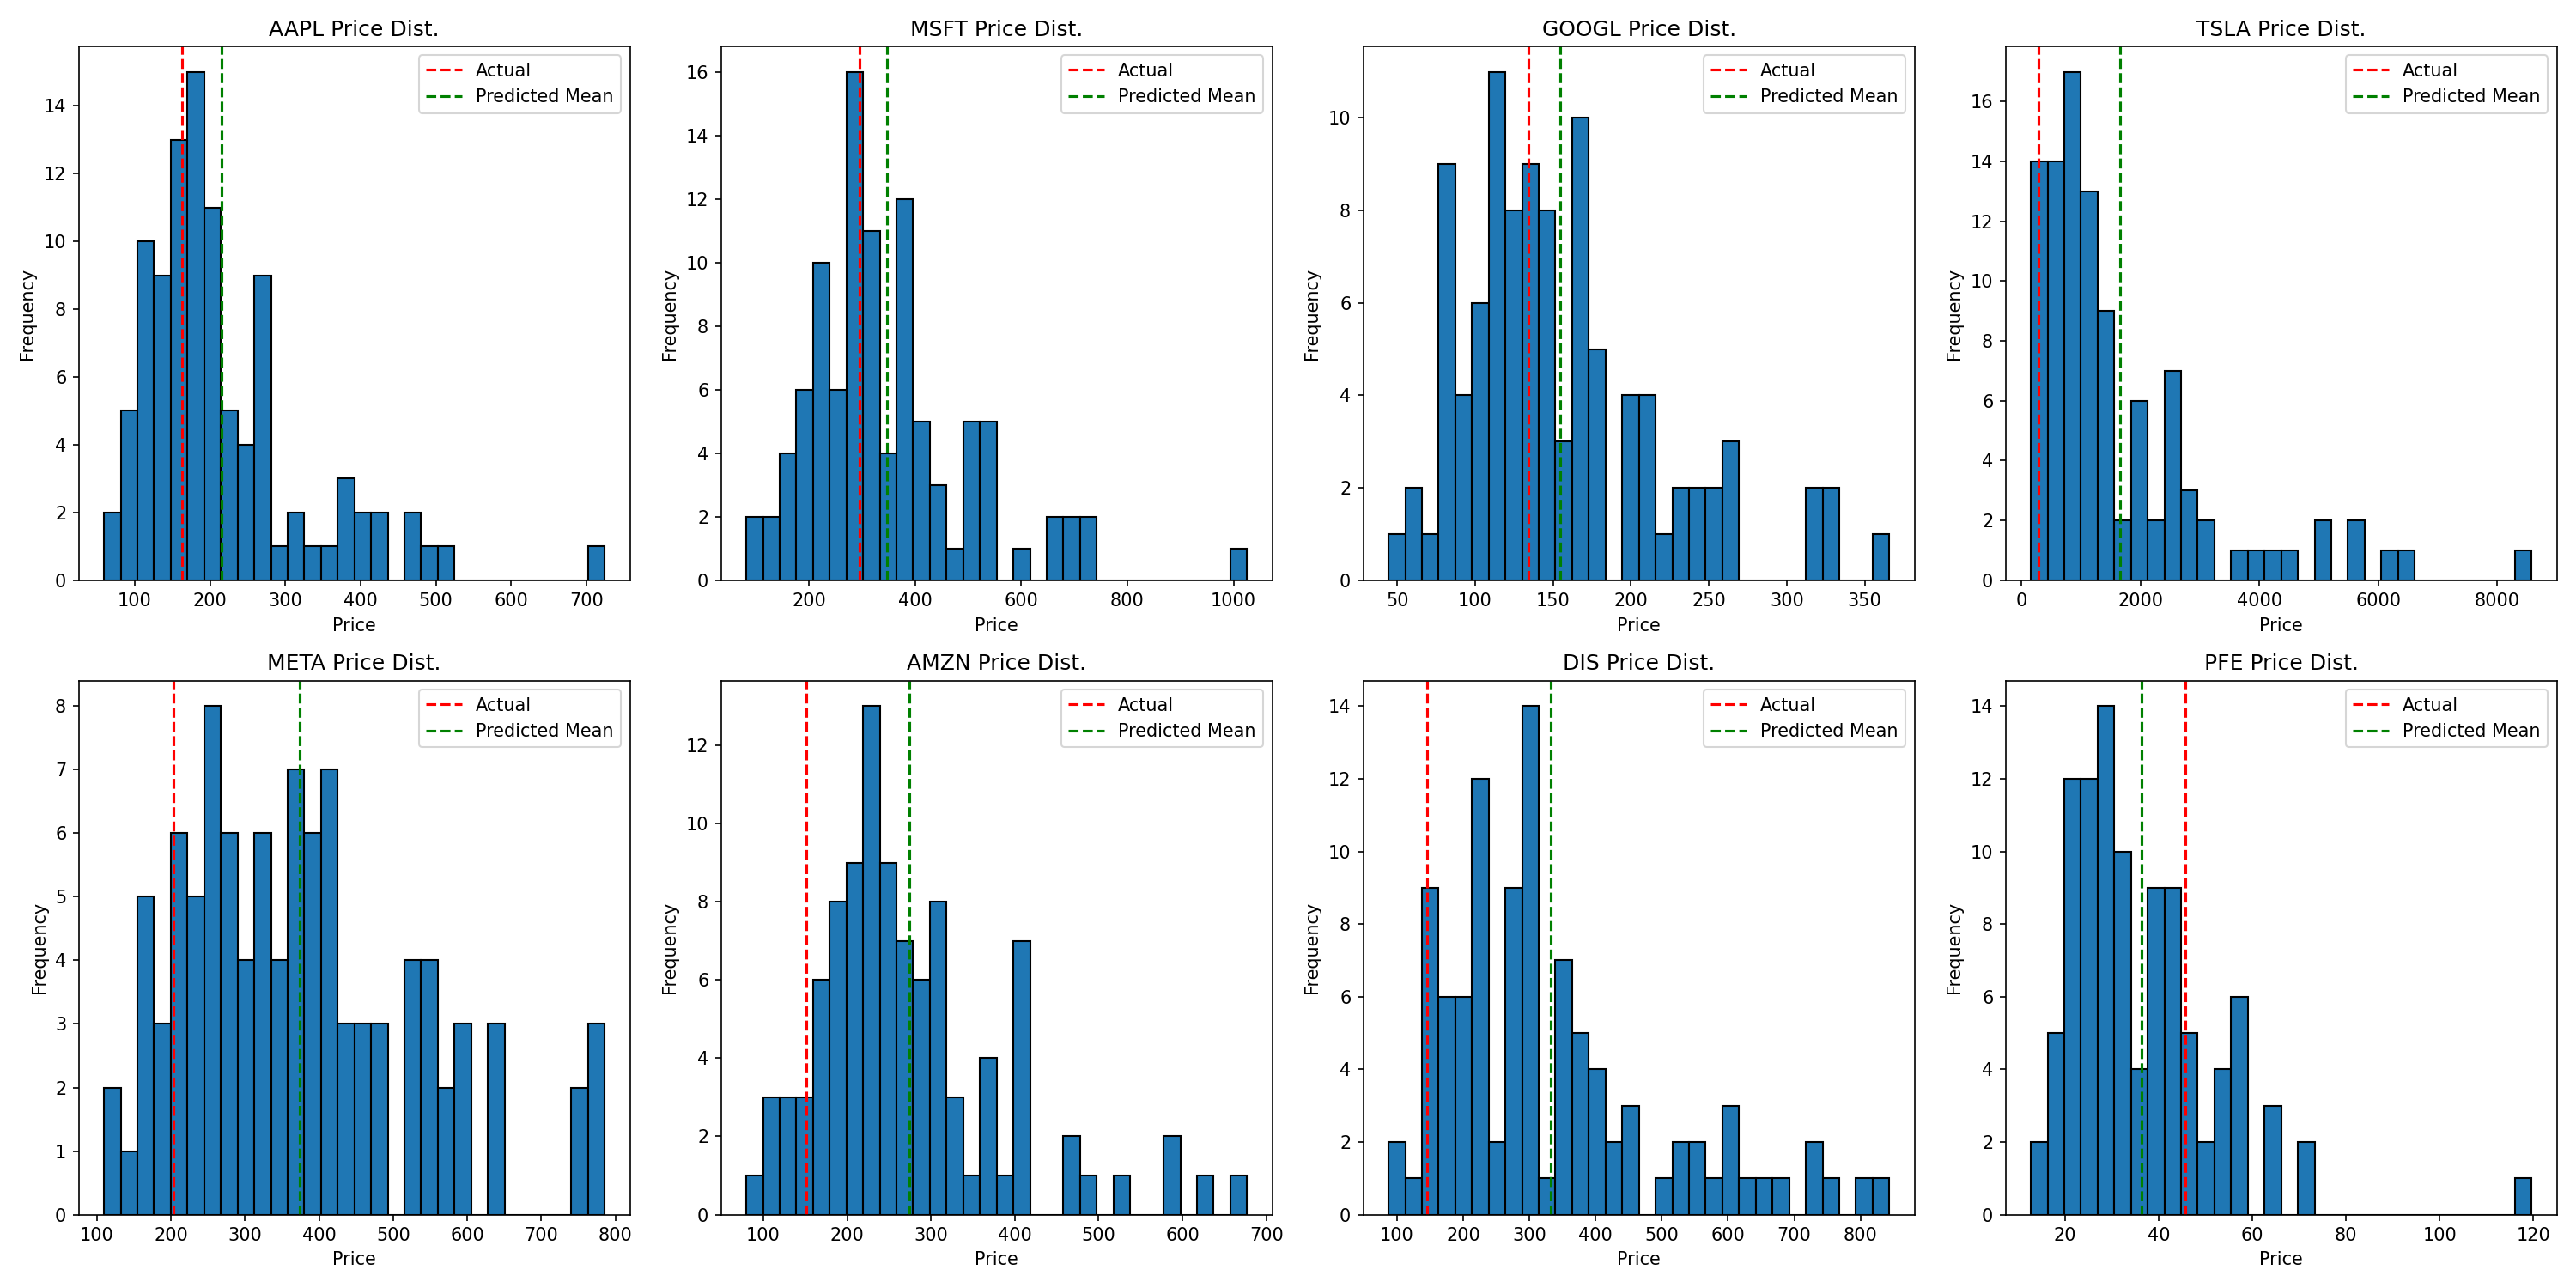 AAPL Price Dist.
Actual
Predicted Mean
Frequency
14
12
10
8
6
4
2
0
100
200
300
400
500
600
700
Price
MSFT Price Dist.
Actual
Predicted Mean
Frequency
16
14
12
10
8
6
4
2
0
200
400
600
800
1000
Price
GOOGL Price Dist.
Actual
Predicted Mean
Frequency
10
8
6
4
2
0
50
100
150
200
250
300
350
Price
TSLA Price Dist.
Actual
Predicted Mean
Frequency
16
14
12
10
8
6
4
2
0
0
2000
4000
6000
8000
Price
META Price Dist.
Actual
Predicted Mean
Frequency
8
7
6
5
4
3
2
1
0
100
200
300
400
500
600
700
800
Price
AMZN Price Dist.
Actual
Predicted Mean
Frequency
12
10
8
6
4
2
0
100
200
300
400
500
600
700
Price
DIS Price Dist.
Actual
Predicted Mean
Frequency
14
12
10
8
6
4
2
0
100
200
300
400
500
600
700
800
Price
PFE Price Dist.
Actual
Predicted Mean
Frequency
14
12
10
8
6
4
2
0
20
40
60
80
100
120
Price